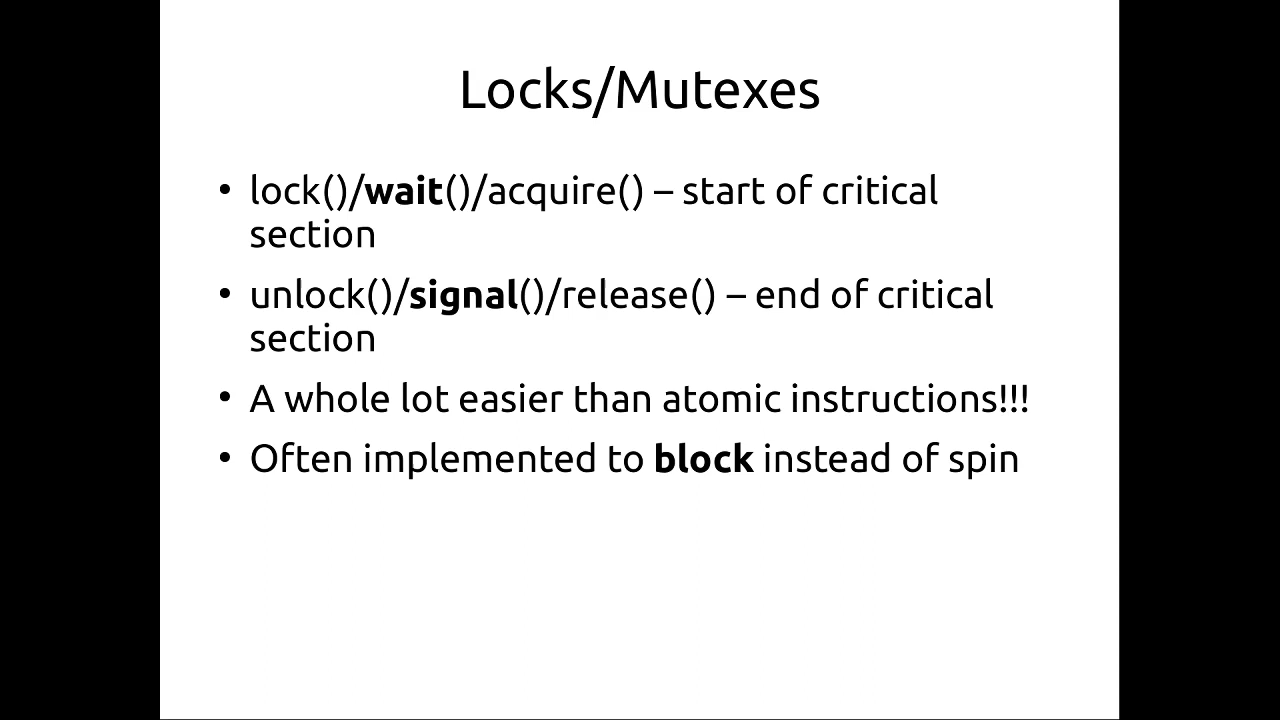 Locks/Mutexes
• lock()/wait()/acquire() – start of critical
section
• unlock()/signal()/release() – end of critical
section
• A whole lot easier than atomic instructions!!!
• Often implemented to block instead of spin